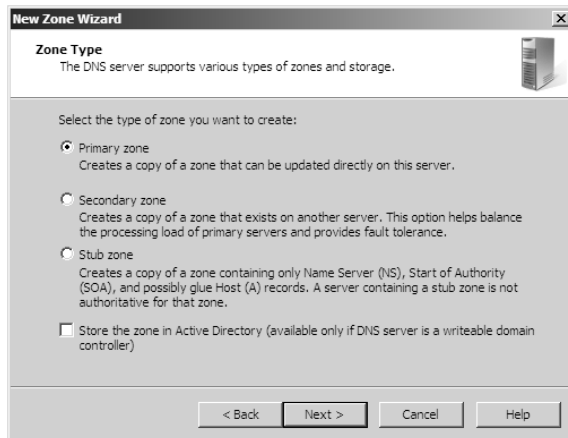 New Zone Wizard
Zone Type
The DNS server supports various types of zones and storage.
Select the type of zone you want to create:
Primary zone
Creates a copy of a zone that can be updated directly on this server.
Secondary zone
Creates a copy of a zone that exists on another server. This option helps balance
the processing load of primary servers and provides fault tolerance.
Stub zone
Creates a copy of a zone containing only Name Server (NS), Start of Authority
(SOA), and possibly glue Host (A) records. A server containing a stub zone is not
authoritative for that zone.
Store the zone in Active Directory (available only if DNS server is a writeable domain
controller)
< Back Next > Cancel Help